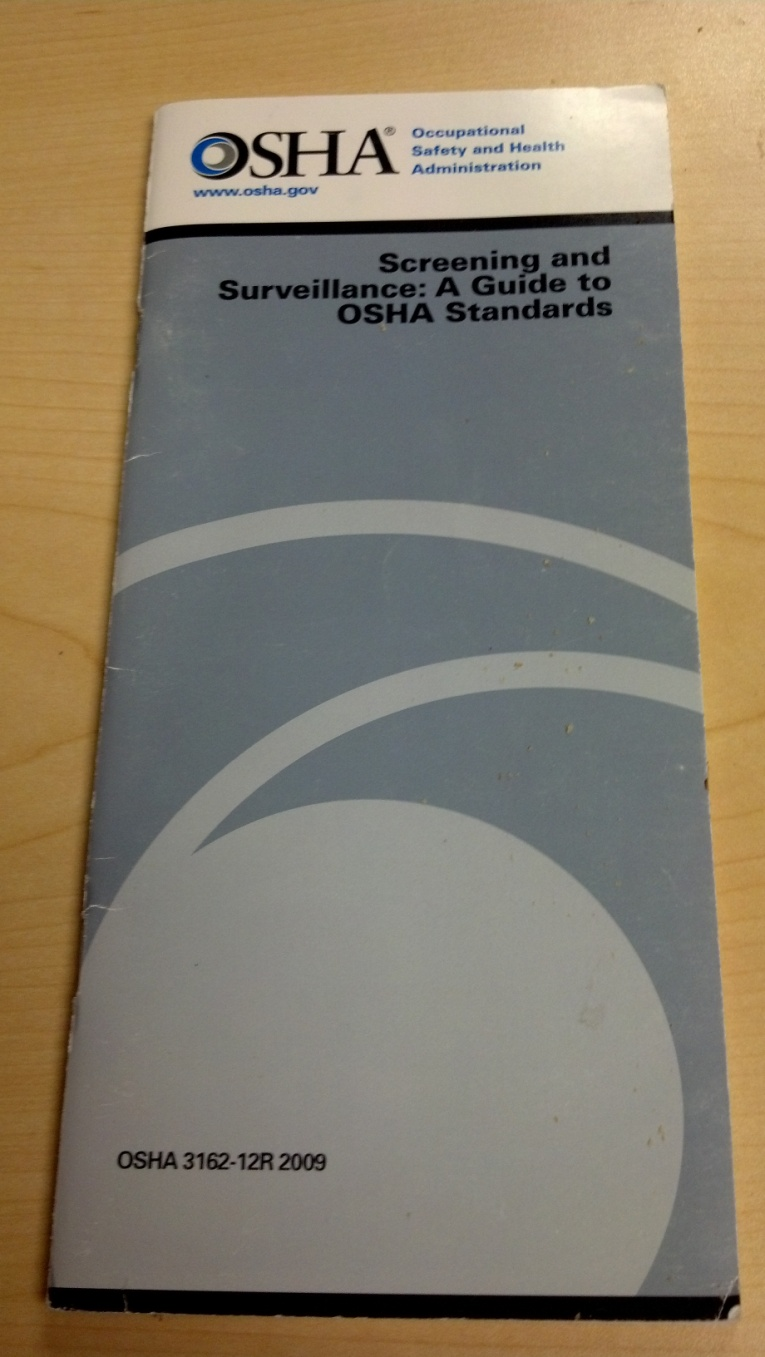 OSHA® Occupational
Safety and Health
Administration
www.osha.gov
Screening and
Surveillance: A Guide to
OSHA Standards
OSHA 3162-12R 2009